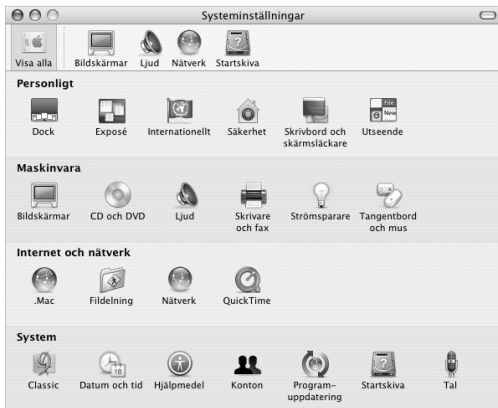 Systeminställningar
Visa alla Bildskärmar Ljud Nätverk Startskiva
Personligt
Dock Exposé Internationellt Säkerhet Skrivbord och skärmsläckare Utseende
Maskinvara
Bildskärmar CD och DVD Ljud Skrivare och fax Strömsparare Tangentbord och mus
Internet och nätverk
.Mac Fildelning Nätverk QuickTime
System
Classic Datum och tid Hjälpmedel Konton Program-uppdatering Startskiva Tal